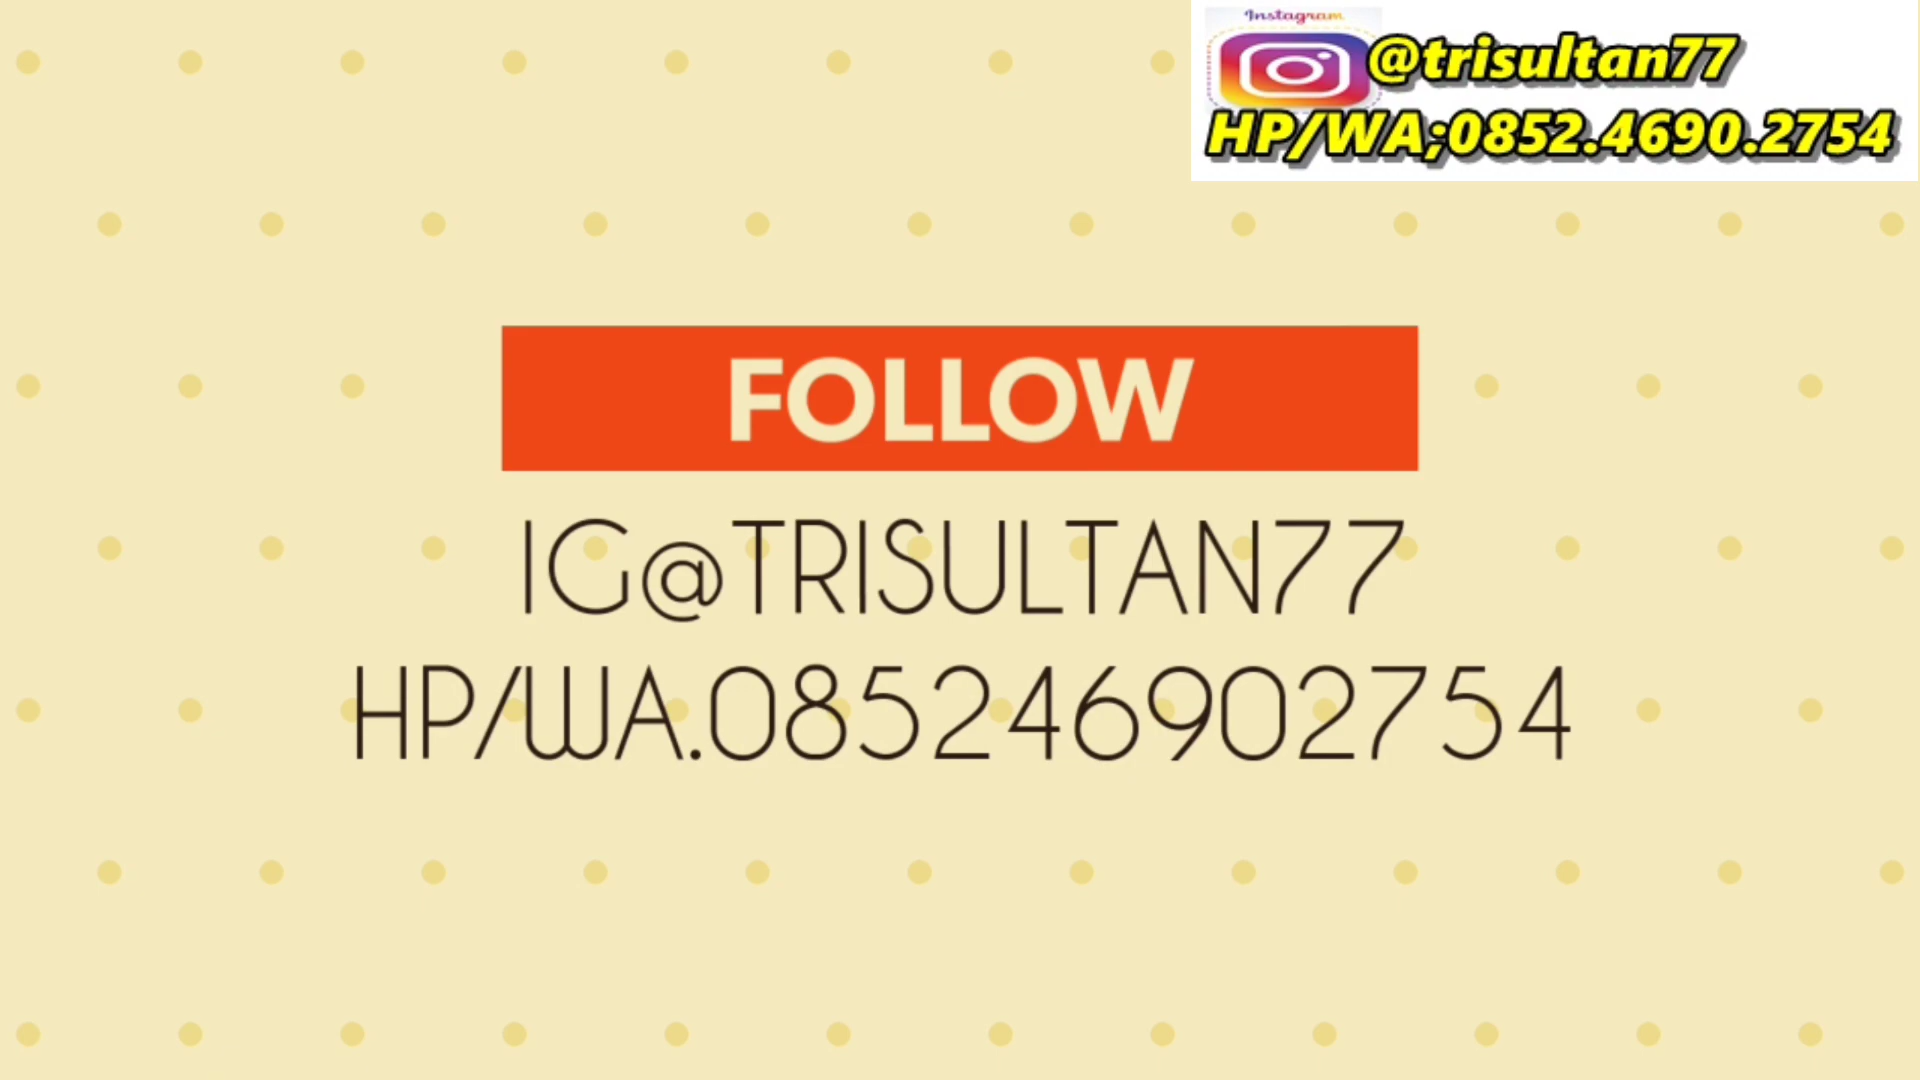 Instagram
@trisultan77
HP/WA;0852.4690.2754
FOLLOW
IG@TRISULTAN77
HP/WA.085246902754